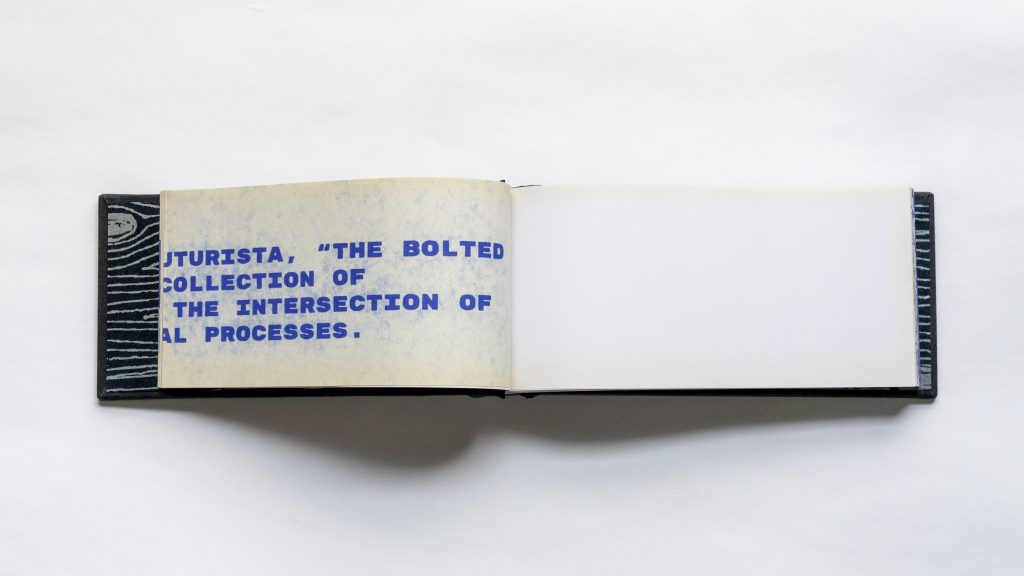 UTURISTA, “THE BOLTED
COLLECTION OF
THE INTERSECTION OF
AL PROCESSES.